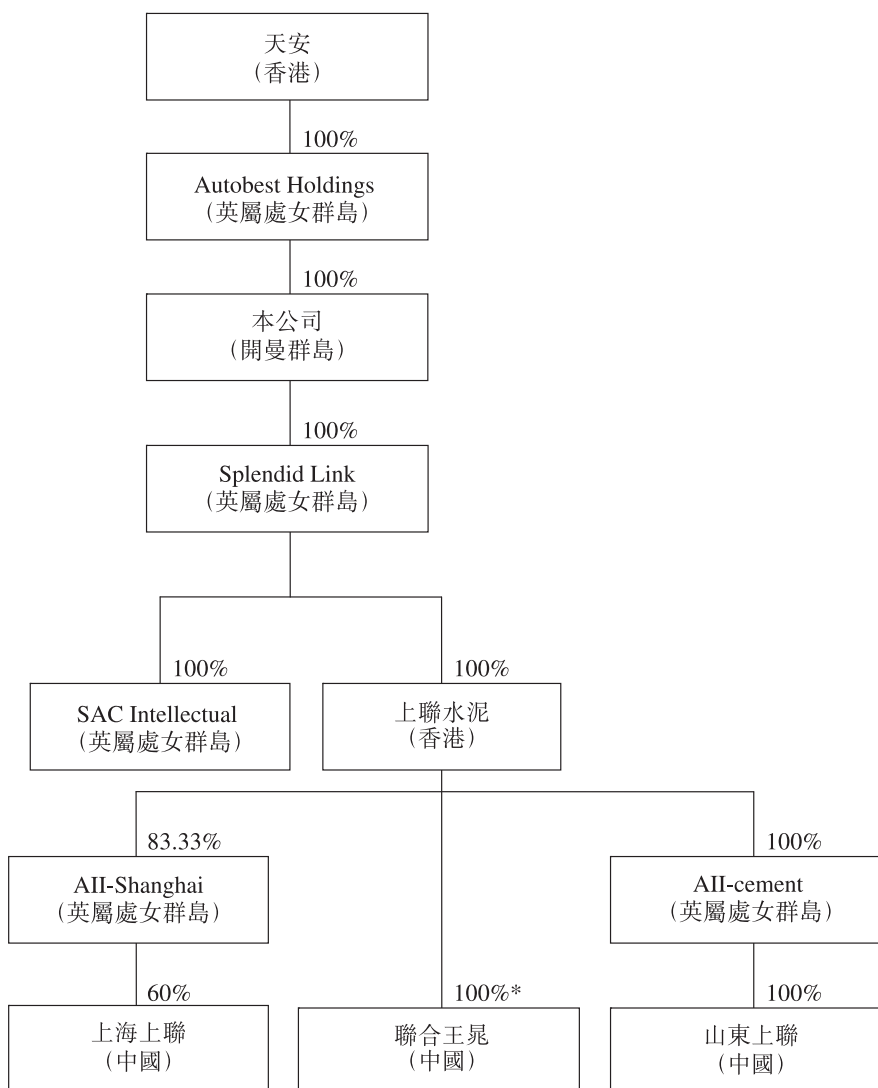 天安
（香港）
100%
Autobest Holdings
（英屬處女群島）
100%
本公司
（開曼群島）
100%
Splendid Link
（英屬處女群島）
100%
100%
SAC Intellectual
（英屬處女群島）
上聯水泥
（香港）
83.33%
100%
AII-Shanghai
（英屬處女群島）
AII-cement
（英屬處女群島）
60%
100%*
100%
上海上聯
（中國）
聯合王晁
（中國）
山東上聯
（中國）